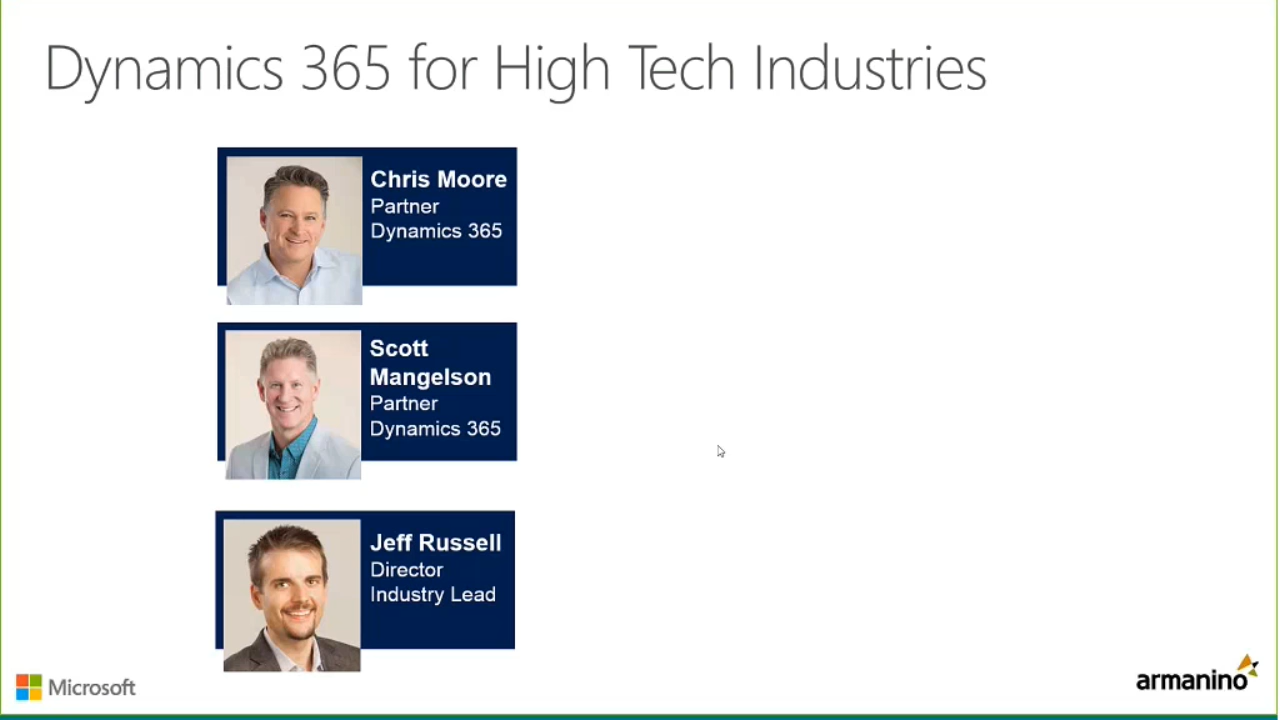 Dynamics 365 for High Tech Industries
Chris Moore
Partner
Dynamics 365
Scott
Mangelson
Partner
Dynamics 365
Jeff Russell
Director
Industry Lead
Microsoft
armanino